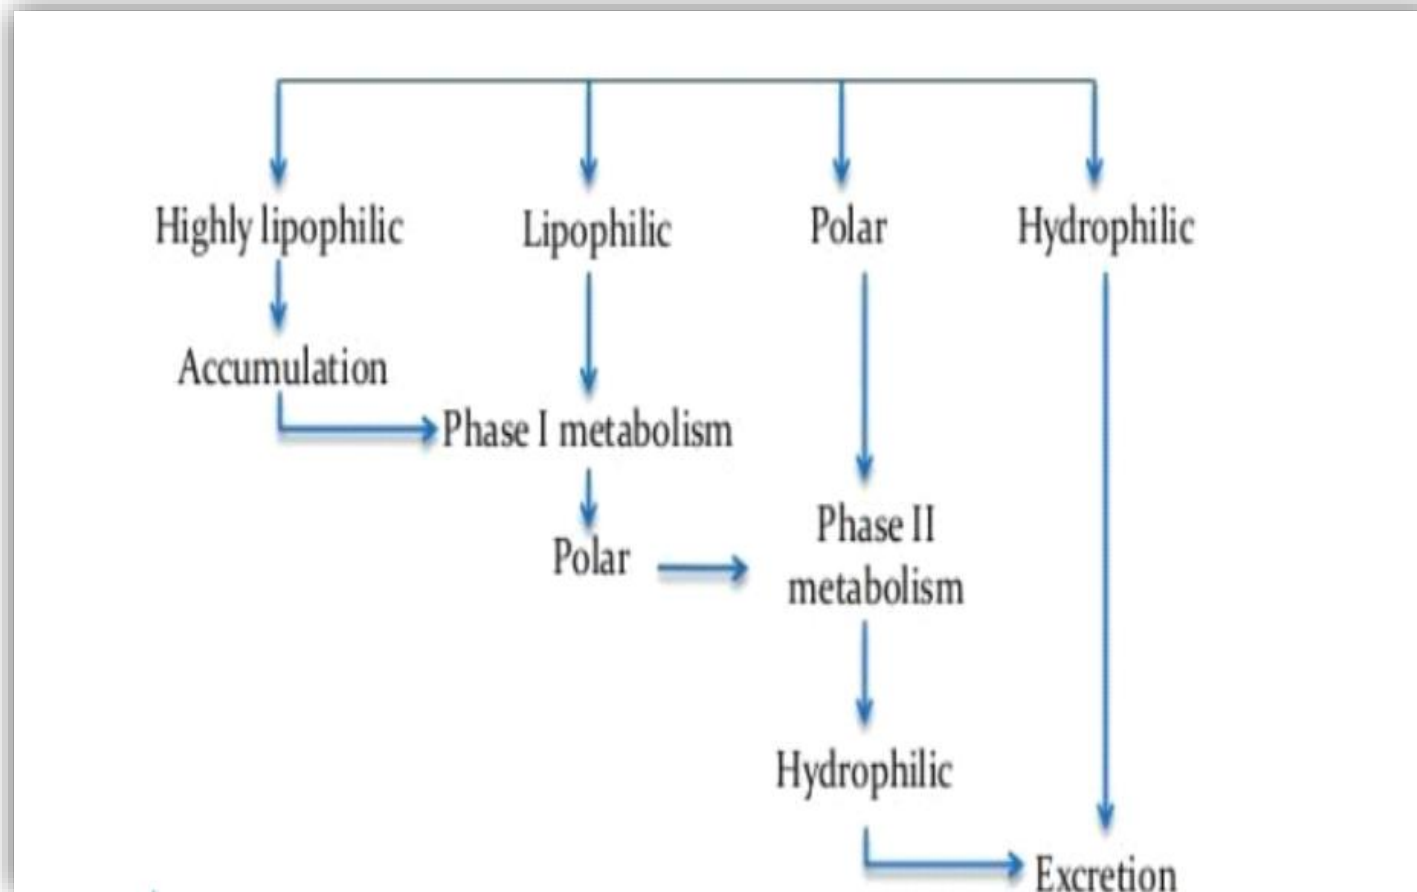 Highly lipophilic
Lipophilic
Polar
Hydrophilic
Accumulation
Phase I metabolism
Polar
Phase II
metabolism
Hydrophilic
Excretion